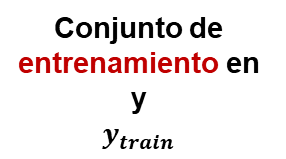 Conjunto de
entrenamiento en
y
y_train